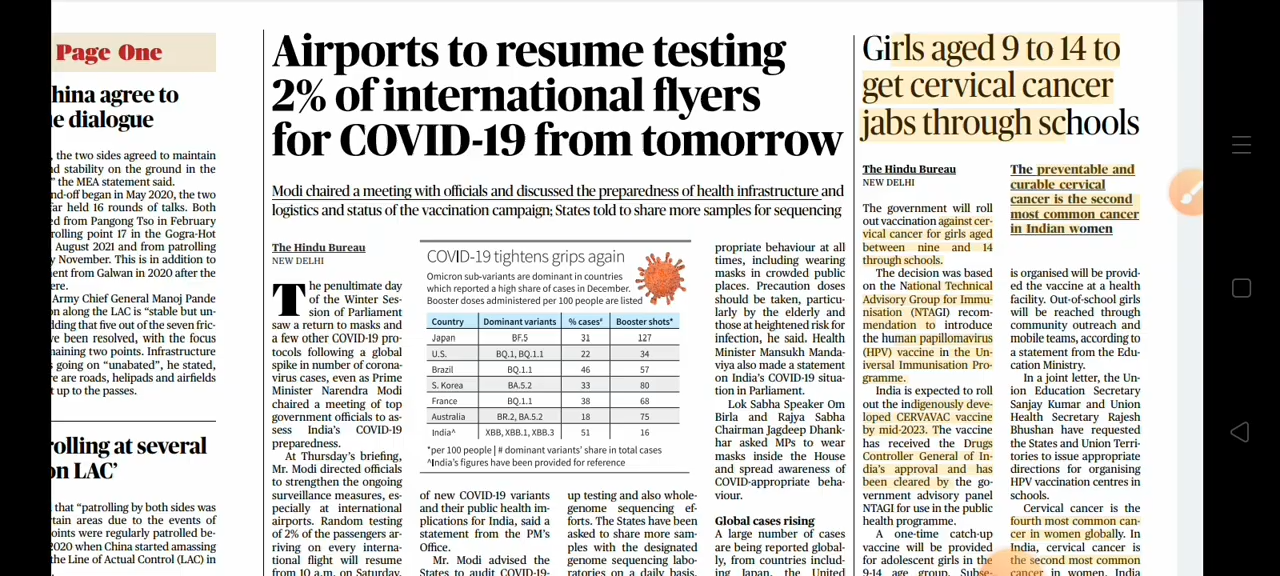 Page One
hina agree to
e dialogue
, the two sides agreed to maintain
d stability on the ground in the
” the MEA statement said.
nd-off began in May 2020, the two
ar held 16 rounds of talks. Both
ed from Pangong Tso in February
rolling point 17 in the Gogra-Hot
August 2021 and from patrolling
November. This is in addition to
ent from Galwan in 2020 after the
ere.
Army Chief General Manoj Pande
on along the LAC is “stable but un-
dding that five out of the seven fric-
ve been resolved, with the focus
maining two points. Infrastructure
going on “unabated”, he stated,
re are roads, helipads and airfields
t up to the passes.
rolling at several
on LAC’
that “patrolling by both sides was
tain areas due to the events of
oints were regularly patrolled be-
2020 when China started amassing
the Line of Actual Control (LAC) in
Airports to resume testing
2% of international flyers
for COVID-19 from tomorrow
Modi chaired a meeting with officials and discussed the preparedness of health infrastructure and
logistics and status of the vaccination campaign; States told to share more samples for sequencing
The Hindu Bureau
NEW DELHI
The penultimate day
of the Winter Ses-
sion of Parliament
saw a return to masks and
a few other COVID-19 pro-
tocols following a global
spike in number of corona-
virus cases, even as Prime
Minister Narendra Modi
chaired a meeting of top
government officials to as-
sess India’s COVID-19
preparedness.
At Thursday’s briefing,
Mr. Modi directed officials
to strengthen the ongoing
surveillance measures, es-
pecially at international
airports. Random testing
of 2% of the passengers ar-
riving on every interna-
tional flight will resume
from 10 a.m. on Saturday.
COVID-19 tightens grips again
Omicron sub-variants are dominant in countries
which reported a high share of cases in December.
Booster doses administered per 100 people are listed
Country Dominant variants % cases# Booster shots*
Japan BF.5 31 127
U.S. BQ.1, BQ.1.1 22 34
Brazil BQ.1.1 46 57
S. Korea BA.5.2 33 80
France BQ.1.1 38 68
Australia BR.2, BA.5.2 18 75
India^ XBB, XBB.1, XBB.3 51 16
*per 100 people | # dominant variants’ share in total cases
^India’s figures have been provided for reference
of new COVID-19 variants
and their public health im-
plications for India, said a
statement from the PM’s
Office.
Mr. Modi advised the
States to audit COVID-
up testing and also whole-
genome sequencing ef-
forts. The States have been
asked to share more sam-
ples with the designated
genome sequencing labo-
ratories on a daily basis,
propriate behaviour at all
times, including wearing
masks in crowded public
places. Precaution doses
should be taken, particu-
larly by the elderly and
those at heightened risk for
infection, he said. Health
Minister Mansukh Manda-
viya also made a statement
on India’s COVID-19 situa-
tion in Parliament.
Lok Sabha Speaker Om
Birla and Rajya Sabha
Chairman Jagdeep Dhank-
har asked MPs to wear
masks inside the House
and spread awareness of
COVID-appropriate beha-
viour.
Global cases rising
A large number of cases
are being reported global-
ly, from countries includ-
ing Japan, the United
Girls aged 9 to 14 to
get cervical cancer
jabs through schools
The Hindu Bureau
NEW DELHI
The government will roll
out vaccination against cer-
vical cancer for girls aged
between nine and 14
through schools.
The decision was based
on the National Technical
Advisory Group for Immu-
nisation (NTAGI) recom-
mendation to introduce
the human papillomavirus
(HPV) vaccine in the Un-
iversal Immunisation Pro-
gramme.
India is expected to roll
out the indigenously deve-
loped CERVAVAC vaccine
by mid-2023. The vaccine
has received the Drugs
Controller General of In-
dia’s approval and has
been cleared by the go-
vernment advisory panel
NTAGI for use in the public
health programme.
A one-time catch-up
vaccine will be provided
for adolescent girls in the
9-14 age group. Subse-
The preventable and
curable cervical
cancer is the second
most common cancer
in Indian women
is organised will be provid-
ed the vaccine at a health
facility. Out-of-school girls
will be reached through
community outreach and
mobile teams, according to
a statement from the Edu-
cation Ministry.
In a joint letter, the Un-
ion Education Secretary
Sanjay Kumar and Union
Health Secretary Rajesh
Bhushan have requested
the States and Union Terri-
tories to issue appropriate
directions for organising
HPV vaccination centres in
schools.
Cervical cancer is the
fourth most common can-
cer in women globally. In
India, cervical cancer is
the second most common
cancer in women. India